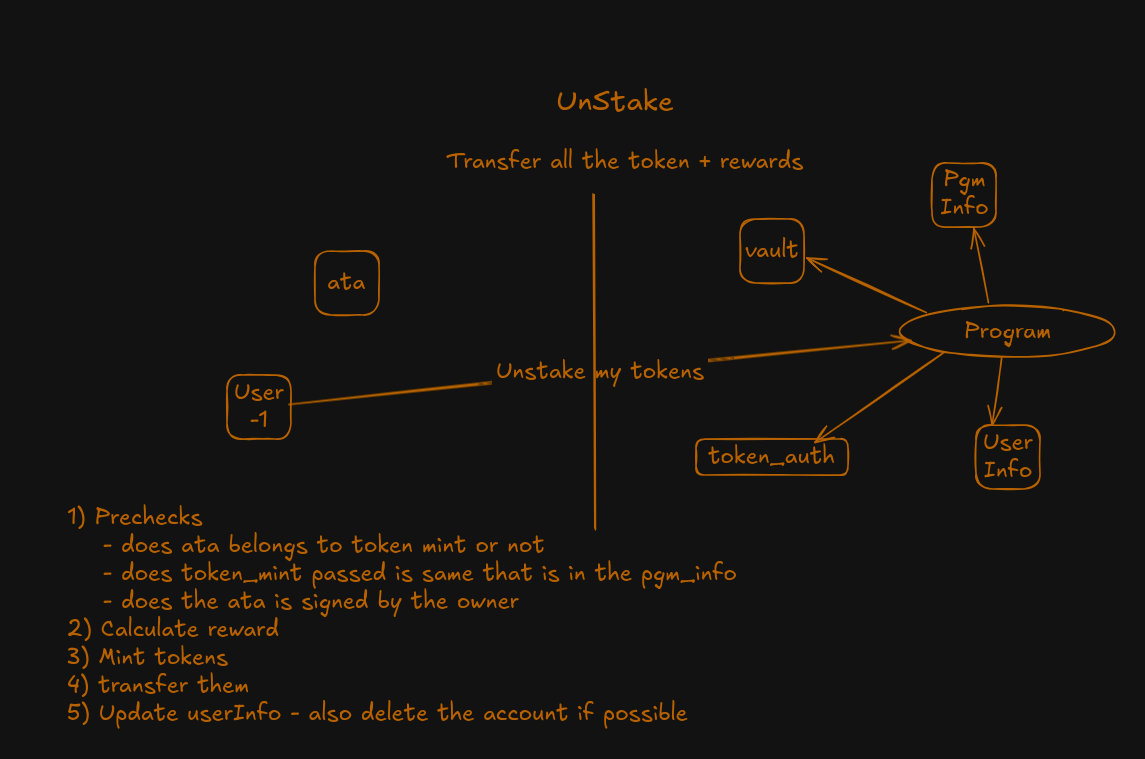 UnStake
Transfer all the token + rewards
Pgm
Info
vault
ata
Program
Unstake my tokens
User
-1
token_auth
User
Info
1) Prechecks
- does ata belongs to token mint or not
- does token_mint passed is same that is in the pgm_info
- does the ata is signed by the owner
2) Calculate reward
3) Mint tokens
4) transfer them
5) Update userInfo - also delete the account if possible